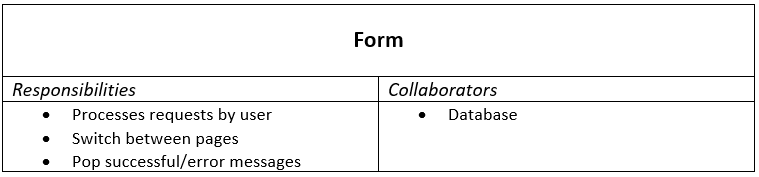 Form
Responsibilities
Collaborators
• Processes requests by user
• Switch between pages
• Pop successful/error messages
• Database